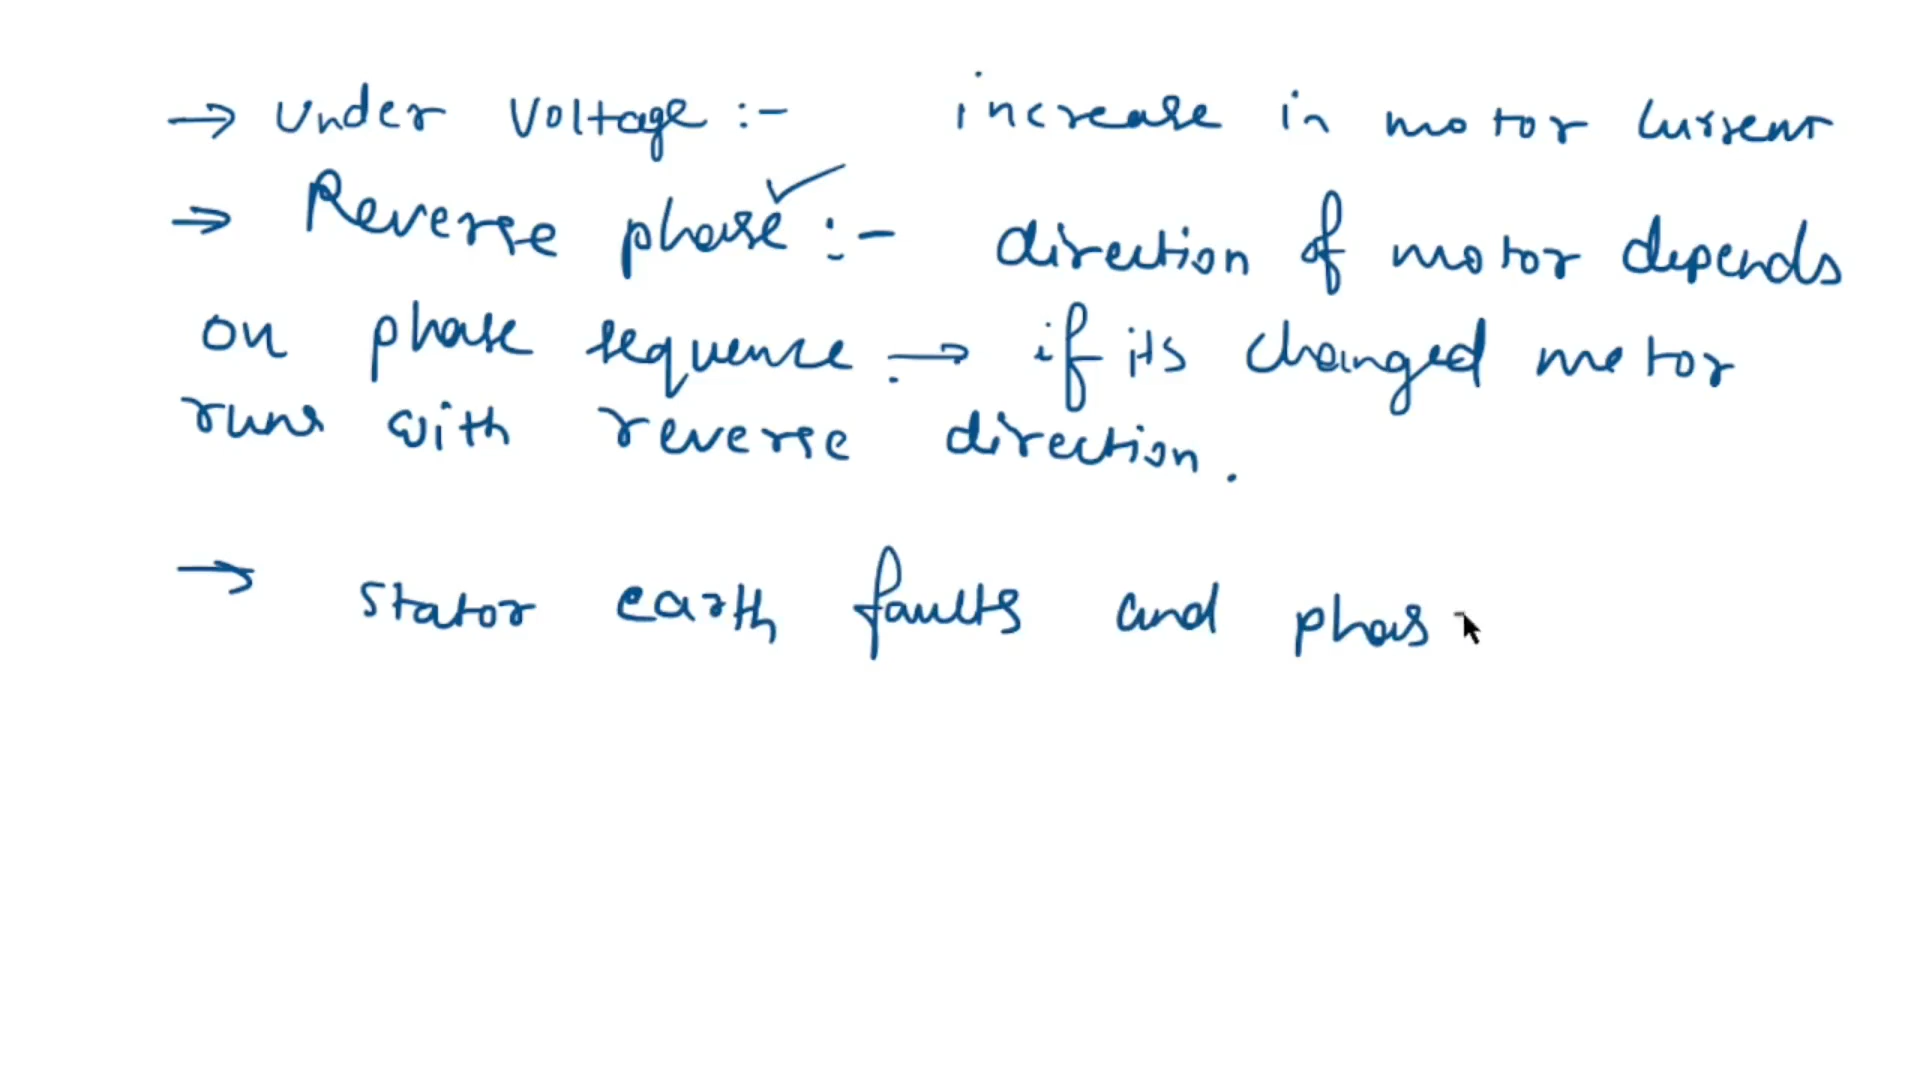 → Under Voltage :- increase in motor current
→ Reverse phase ✓ :- direction of motor depends
on phase sequence. → if its changed motor
runs with reverse direction.
→ stator earth faults and phas